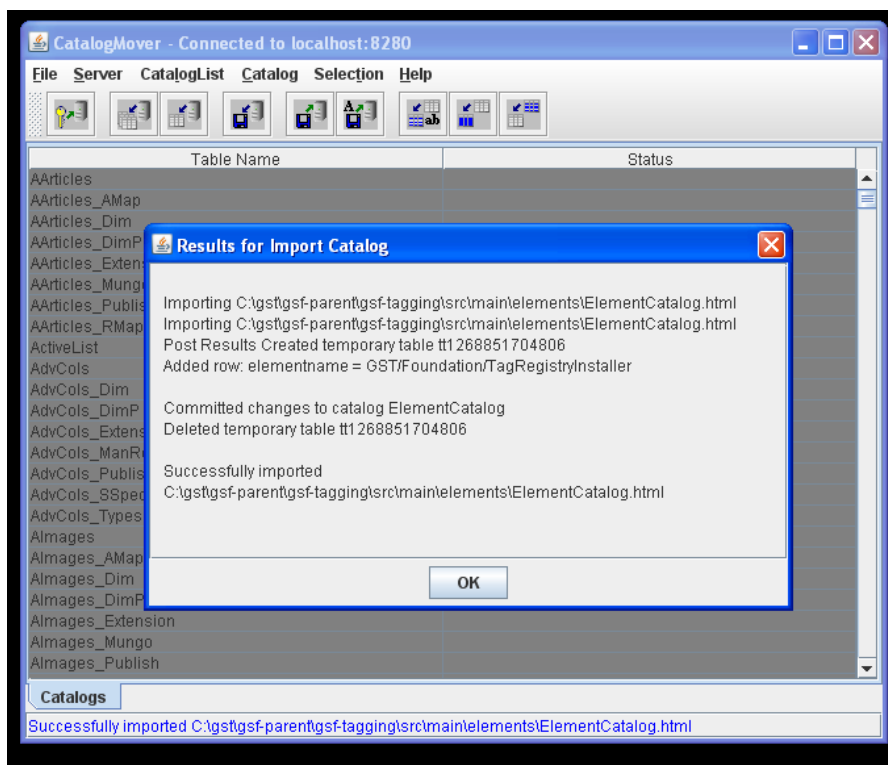 CatalogMover - Connected to localhost:8280
File Server CatalogList Catalog Selection Help
A
ab
Table Name Status
AArticles
AArticles_AMap
AArticles_Dim
AArticles_DimP
AArticles_Extens
AArticles_Mung
AArticles_Publis
AArticles_RMap
ActiveList
AdvCols
AdvCols_Dim
AdvCols_DimP
AdvCols_Extens
AdvCols_ManR
AdvCols_Publis
AdvCols_SSpec
AdvCols_Types
AImages
AImages_AMap
AImages_Dim
AImages_DimP
AImages_Extension
AImages_Mungo
AImages_Publish
Results for Import Catalog
Importing C:\gst\gsf-parent\gsf-tagging\src\main\elements\ElementCatalog.html
Importing C:\gst\gsf-parent\gsf-tagging\src\main\elements\ElementCatalog.html
Post Results Created temporary table tt1268851704806
Added row: elementname = GST/Foundation/TagRegistryInstaller
Committed changes to catalog ElementCatalog
Deleted temporary table tt1268851704806
Successfully imported
C:\gst\gsf-parent\gsf-tagging\src\main\elements\ElementCatalog.html
OK
Catalogs
Successfully imported C:\gst\gsf-parent\gsf-tagging\src\main\elements\ElementCatalog.html